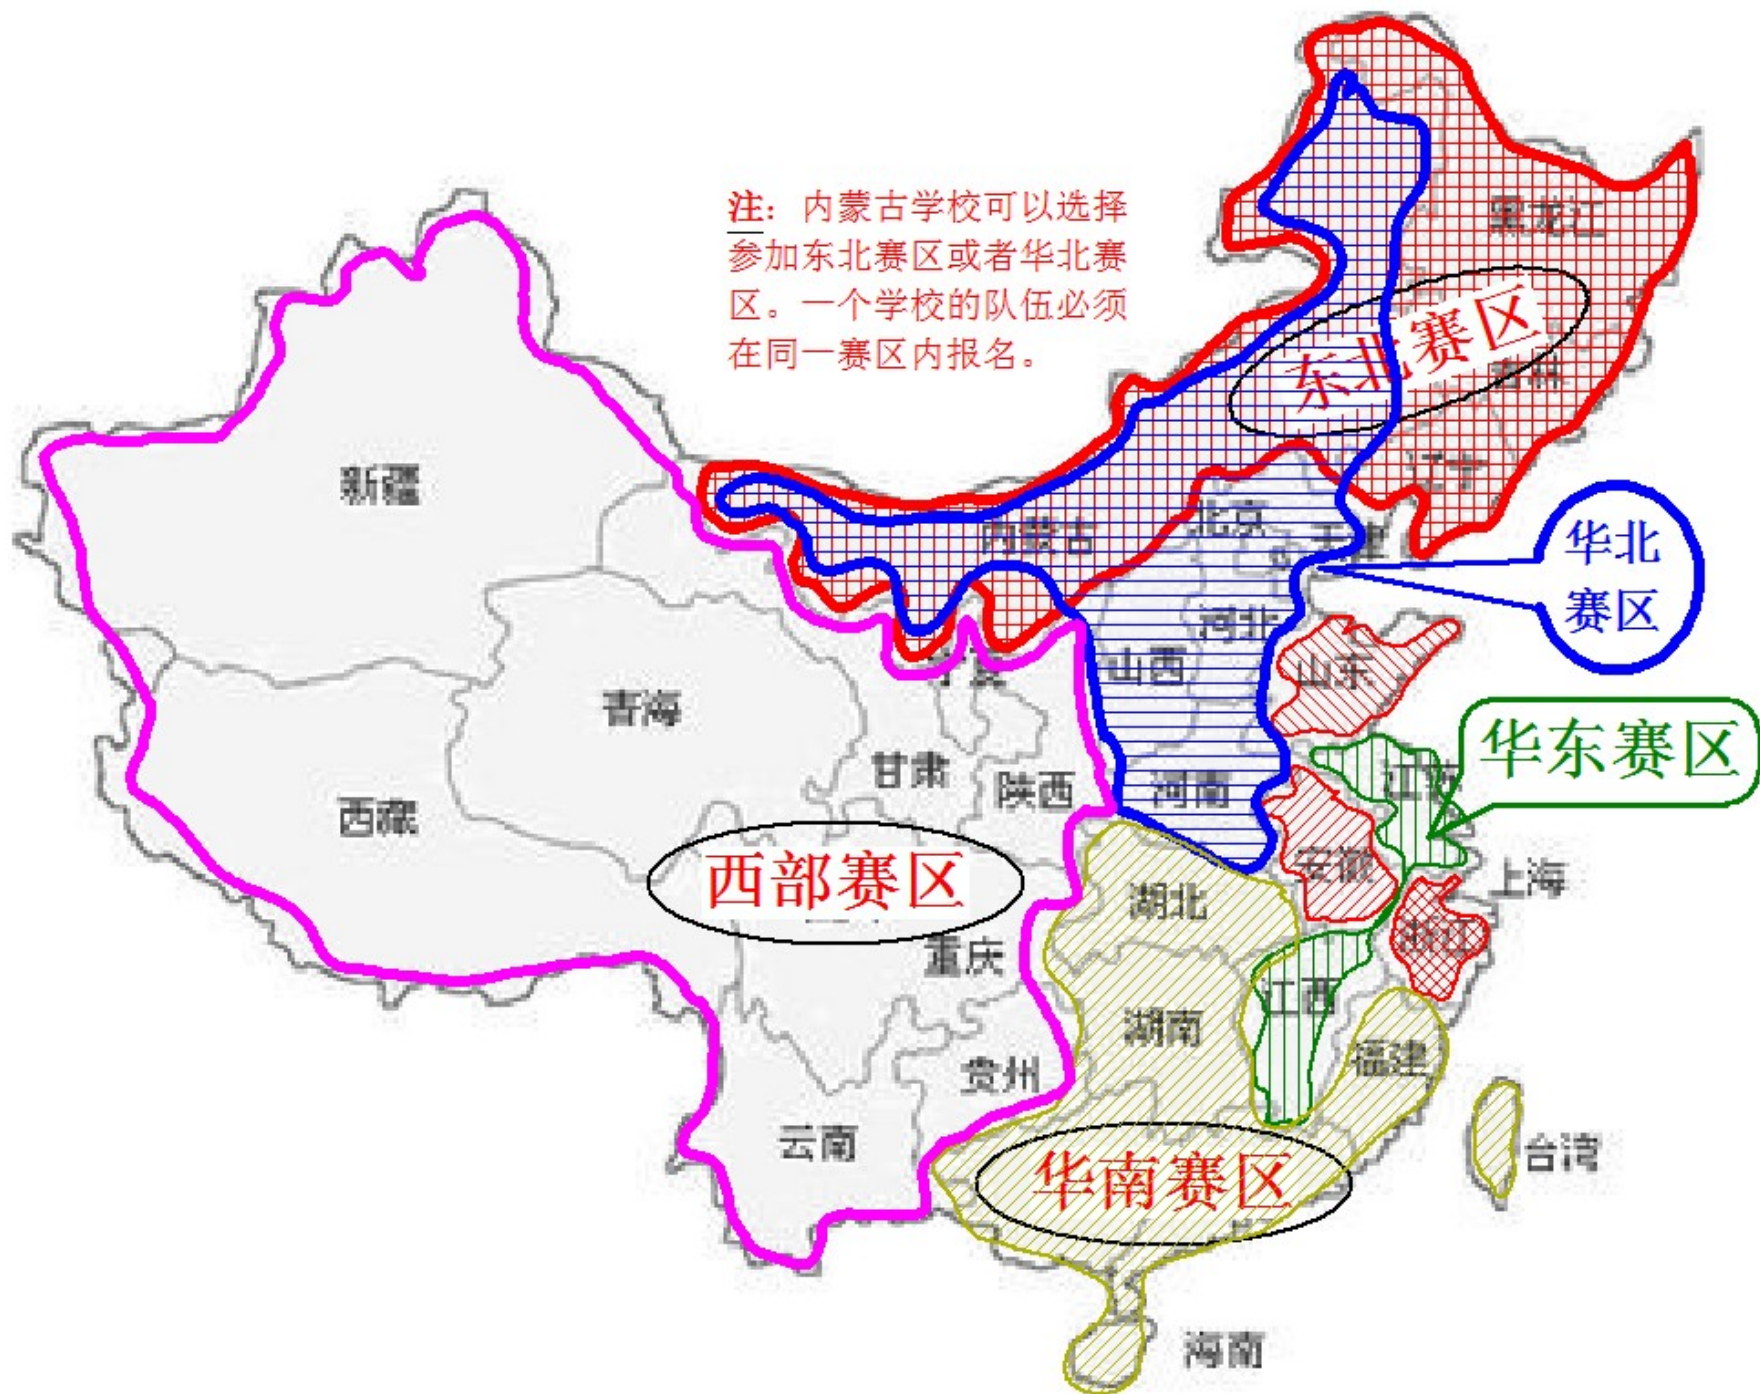 注：内蒙古学校可以选择
参加东北赛区或者华北赛
区。一个学校的队伍必须
在同一赛区内报名。
黑龙江
东北赛区
吉林
辽宁
新疆
内蒙古
北京
天津
华北
赛区
河北
山西
山东
宁夏
青海
甘肃
陕西
河南
华东赛区
江苏
西藏
西部赛区
安徽
上海
湖北
浙江
重庆
江西
湖南
福建
贵州
云南
台湾
华南赛区
海南